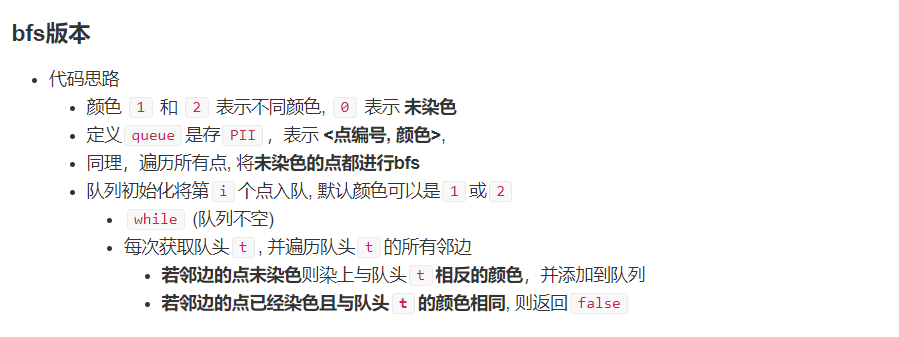 bfs版本
代码思路
颜色 1 和 2 表示不同颜色, 0 表示 未染色
定义 queue 是存 PII ，表示 <点编号, 颜色>,
同理，遍历所有点, 将未染色的点都进行bfs
队列初始化将第 i 个点入队, 默认颜色可以是 1 或 2
while (队列不空)
每次获取队头 t , 并遍历队头 t 的所有邻边
若邻边的点未染色则染上与队头 t 相反的颜色，并添加到队列
若邻边的点已经染色且与队头 t 的颜色相同, 则返回 false